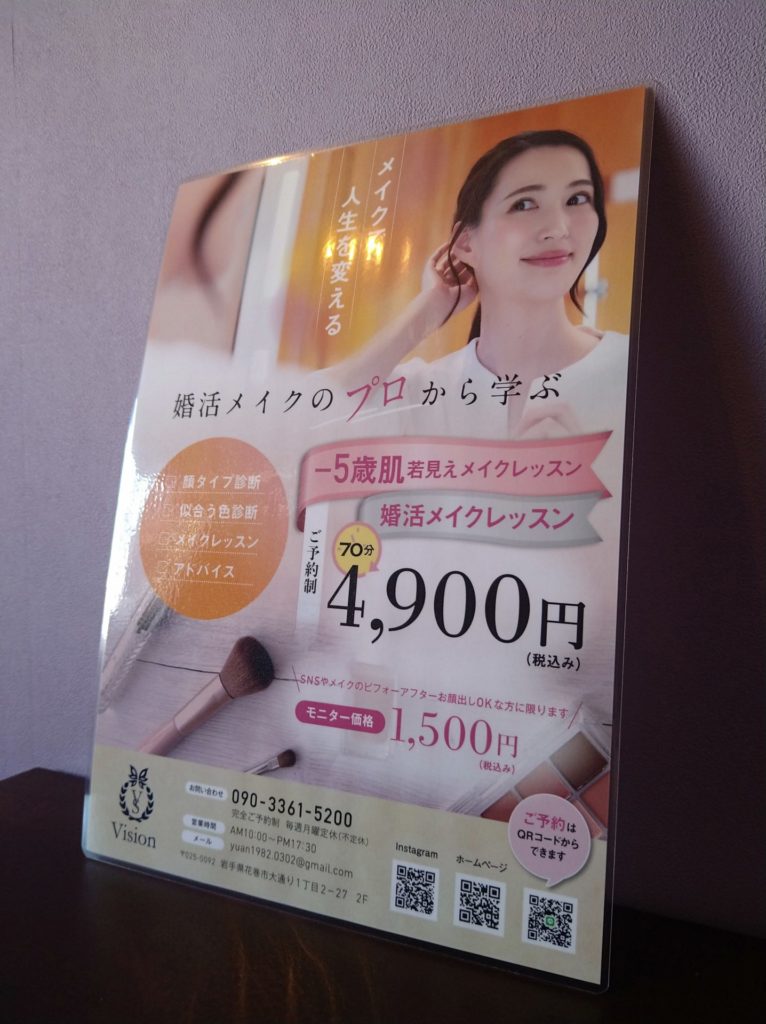 メイクで
人生を変える
婚活メイクのプロから学ぶ
顔タイプ診断
似合う色診断
メイクレッスン
アドバイス
−5歳肌若見えメイクレッスン
婚活メイクレッスン
ご予約制
70分
4,900円
(税込み)
SNSやメイクのビフォーアフターお顔出しOKな方に限ります
モニター価格
1,500円
(税込み)
VS
Vision
お問い合わせ 090-3361-5200
完全ご予約制 毎週月曜定休(不定休)
営業時間 AM10:00〜PM17:30
メール yuan1982.0302@gmail.com
〒025-0092 岩手県花巻市大通り1丁目2−27 2F
Instagram
ホームページ
ご予約は
QRコードから
できます